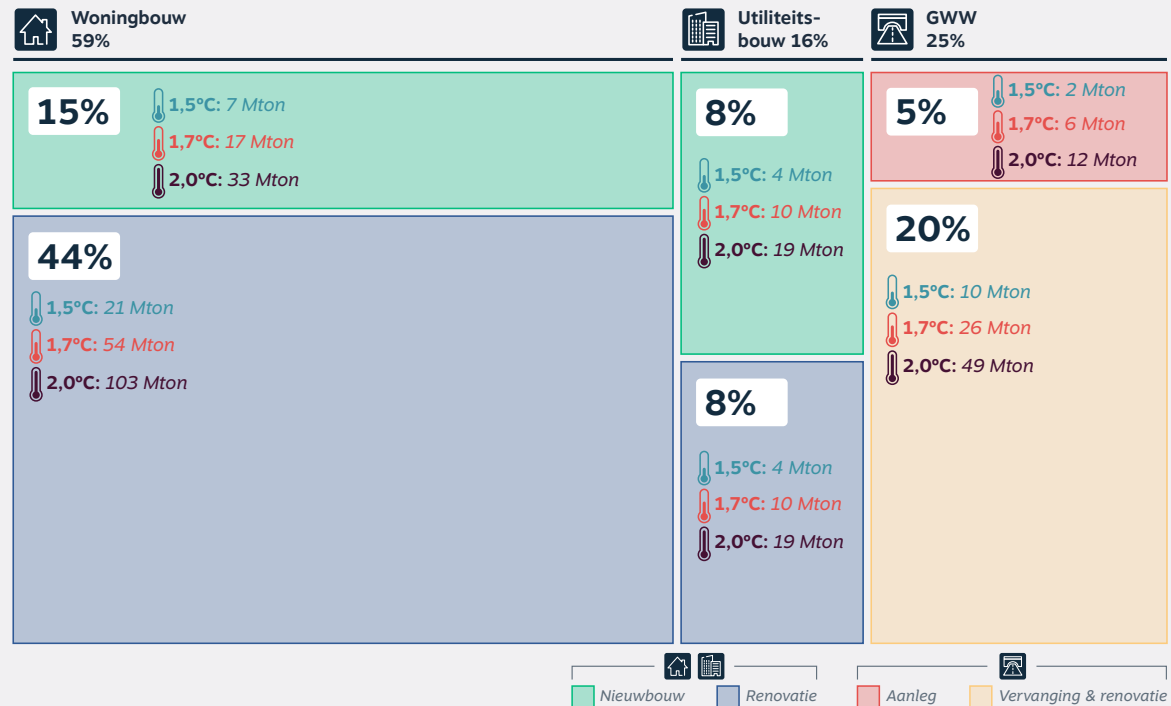 Woningbouw
59%
15%
1,5°C: 7 Mton
1,7°C: 17 Mton
2,0°C: 33 Mton
44%
1,5°C: 21 Mton
1,7°C: 54 Mton
2,0°C: 103 Mton
Utiliteits-
bouw 16%
8%
1,5°C: 4 Mton
1,7°C: 10 Mton
2,0°C: 19 Mton
8%
1,5°C: 4 Mton
1,7°C: 10 Mton
2,0°C: 19 Mton
GWW
25%
5%
1,5°C: 2 Mton
1,7°C: 6 Mton
2,0°C: 12 Mton
20%
1,5°C: 10 Mton
1,7°C: 26 Mton
2,0°C: 49 Mton
Nieuwbouw
Renovatie
Aanleg
Vervanging & renovatie